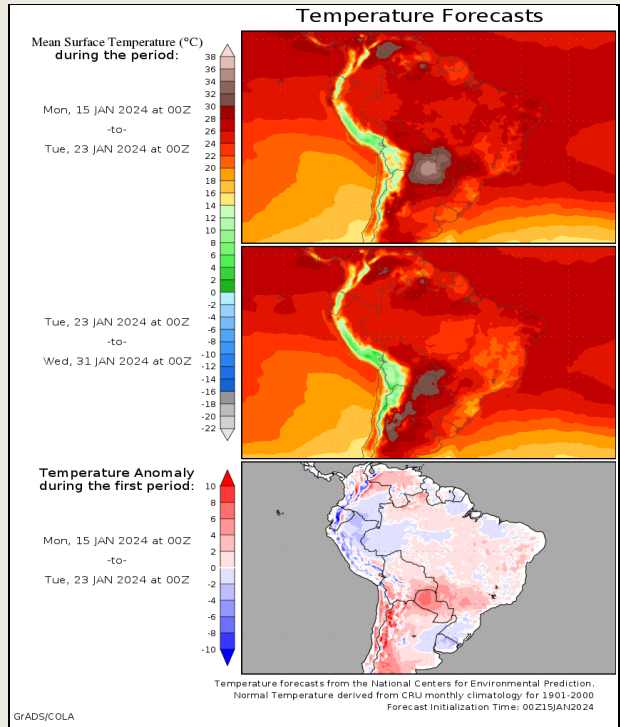 Temperature Forecasts
Mean Surface Temperature (°C)
during the period:
Mon, 15 JAN 2024 at 00Z
-to-
Tue, 23 JAN 2024 at 00Z
38
36
34
32
30
28
26
24
22
20
18
16
14
12
10
8
6
4
2
0
-2
-4
-6
-8
-10
-12
-14
-16
-18
-20
-22
Tue, 23 JAN 2024 at 00Z
-to-
Wed, 31 JAN 2024 at 00Z
Temperature Anomaly
during the first period:
Mon, 15 JAN 2024 at 00Z
-to-
Tue, 23 JAN 2024 at 00Z
10
8
6
4
2
0
-2
-4
-6
-8
-10
Temperature forecasts from the National Centers for Environmental Prediction.
Normal Temperature derived from CRU monthly climatology for 1901-2000
Forecast Initialization Time: 00Z15JAN2024
GrADS/COLA